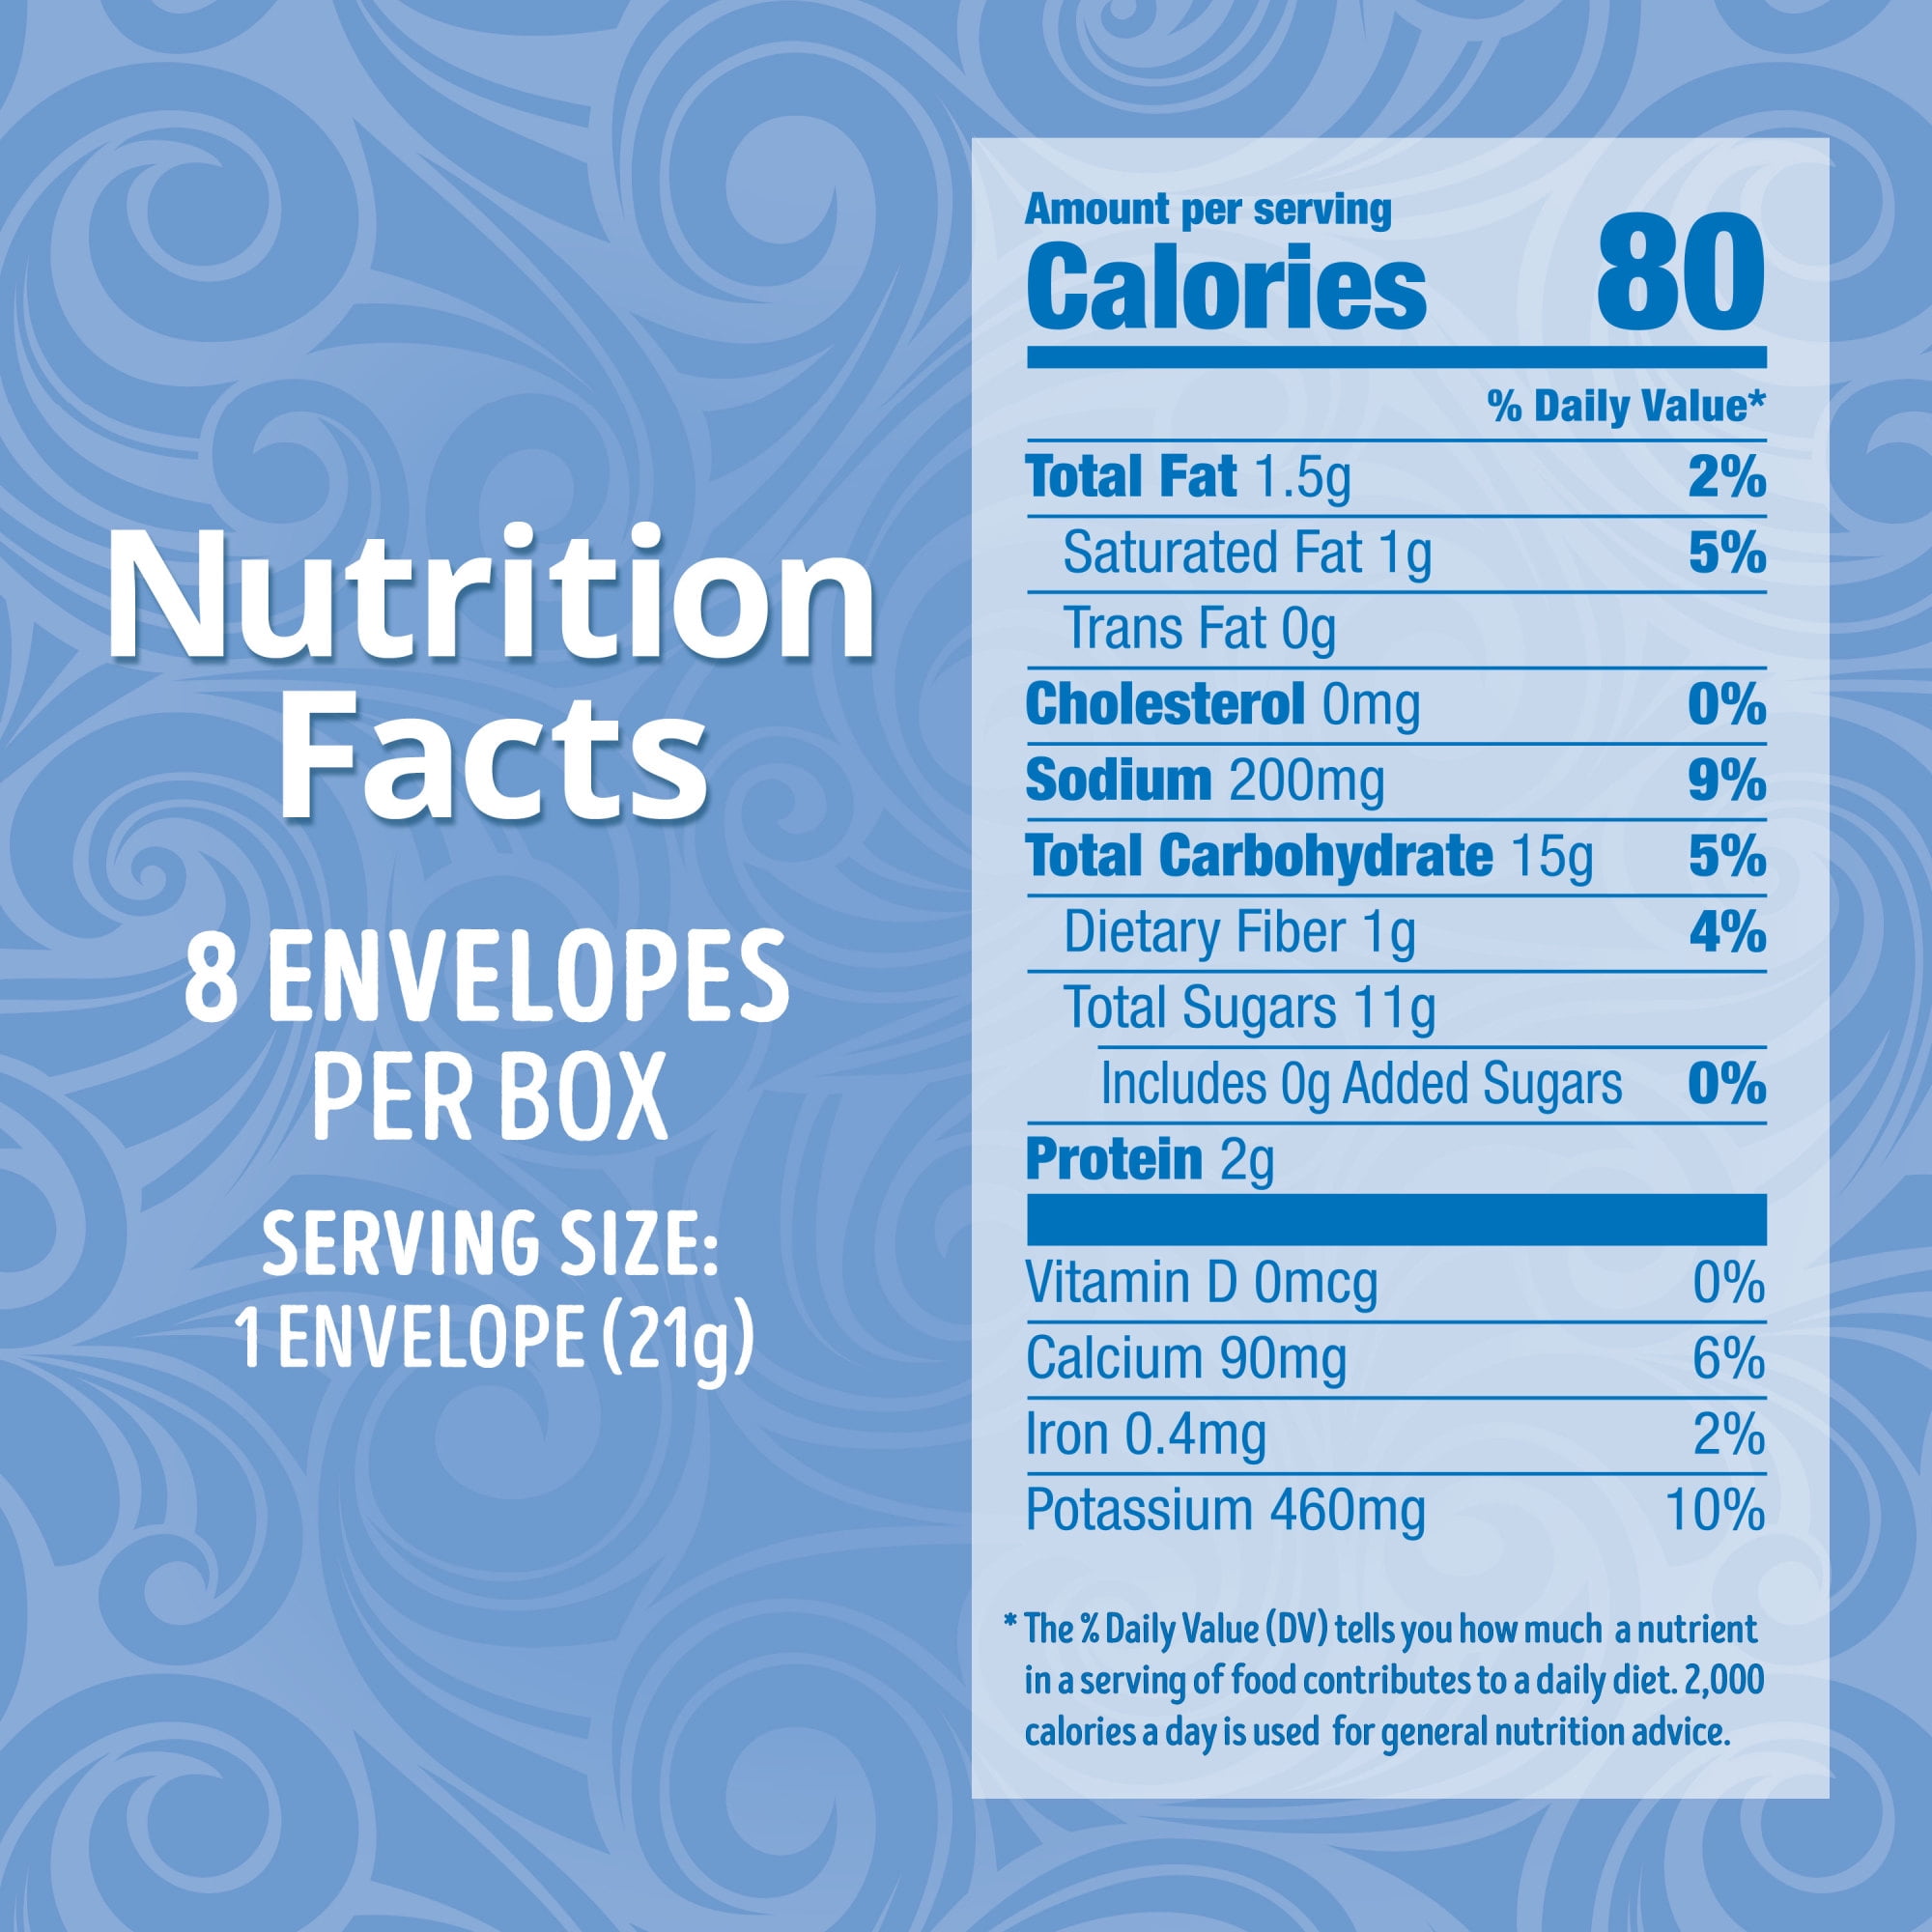 Nutrition
Facts
8 ENVELOPES
PER BOX
SERVING SIZE:
1 ENVELOPE (21g)
Amount per serving
Calories 80
% Daily Value*
Total Fat 1.5g 2%
Saturated Fat 1g 5%
Trans Fat 0g
Cholesterol 0mg 0%
Sodium 200mg 9%
Total Carbohydrate 15g 5%
Dietary Fiber 1g 4%
Total Sugars 11g
Includes 0g Added Sugars 0%
Protein 2g
Vitamin D 0mcg 0%
Calcium 90mg 6%
Iron 0.4mg 2%
Potassium 460mg 10%
* The % Daily Value (DV) tells you how much a nutrient
in a serving of food contributes to a daily diet. 2,000
calories a day is used for general nutrition advice.